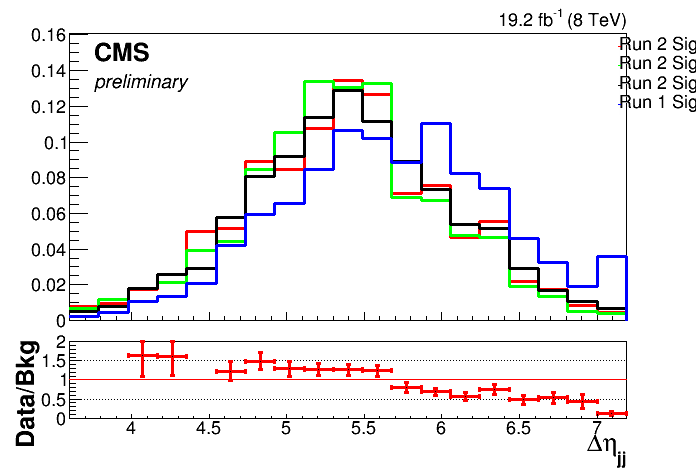 19.2 fb-1 (8 TeV)
CMS
preliminary
Run 2 Sig
Run 2 Sig
Run 2 Sig
Run 1 Sig
0.16
0.14
0.12
0.1
0.08
0.06
0.04
0.02
0
Data/Bkg
2
1.5
1
0.5
0
4
4.5
5
5.5
6
6.5
7
Δηjj